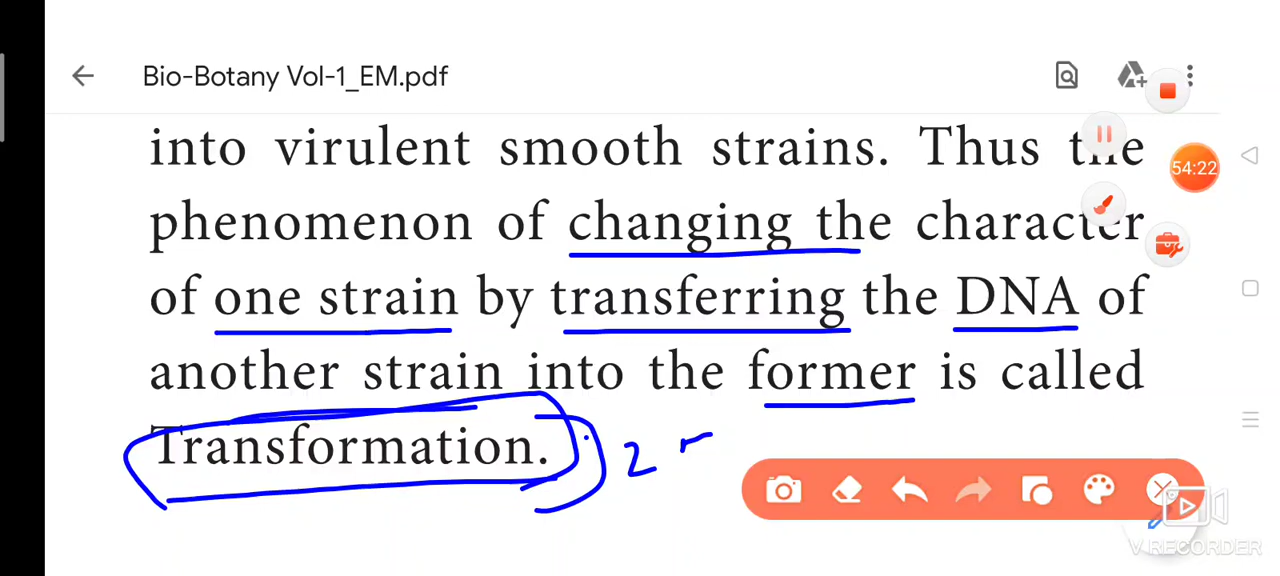 Bio-Botany Vol-1_EM.pdf
into virulent smooth strains. Thus the
54:22
phenomenon of changing the character
of one strain by transferring the DNA of
another strain into the former is called
Transformation.
2
V RECORDER